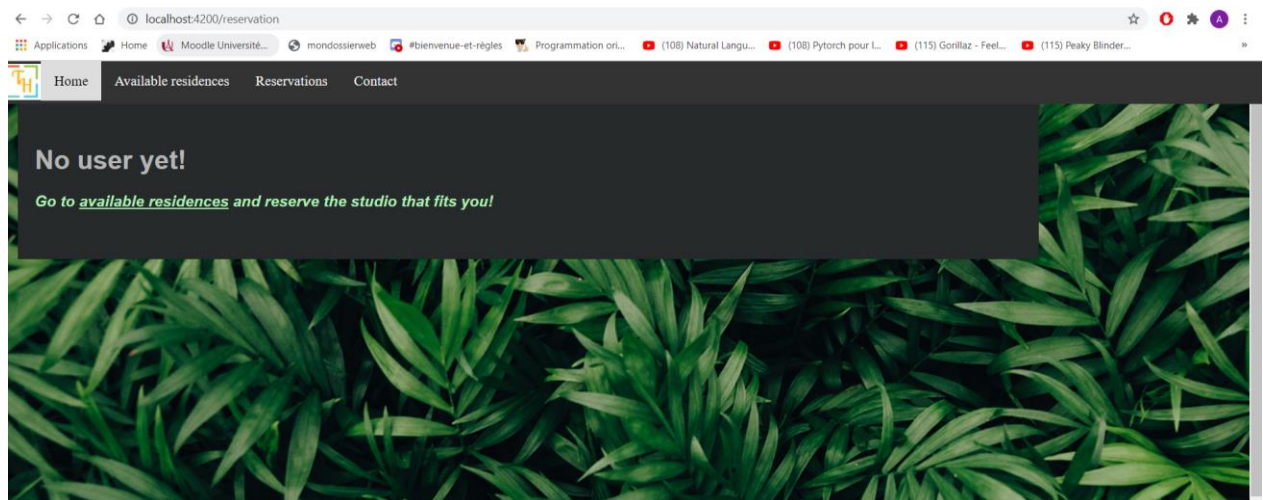 localhost:4200/reservation
A
Applications Home Moodle Université... mondossierweb #bienvenue-et-règles Programmation ori... (108) Natural Langu... (108) Pytorch pour l... (115) Gorillaz - Feel... (115) Peaky Blinder... »
TH Home Available residences Reservations Contact
No user yet!
Go to available residences and reserve the studio that fits you!